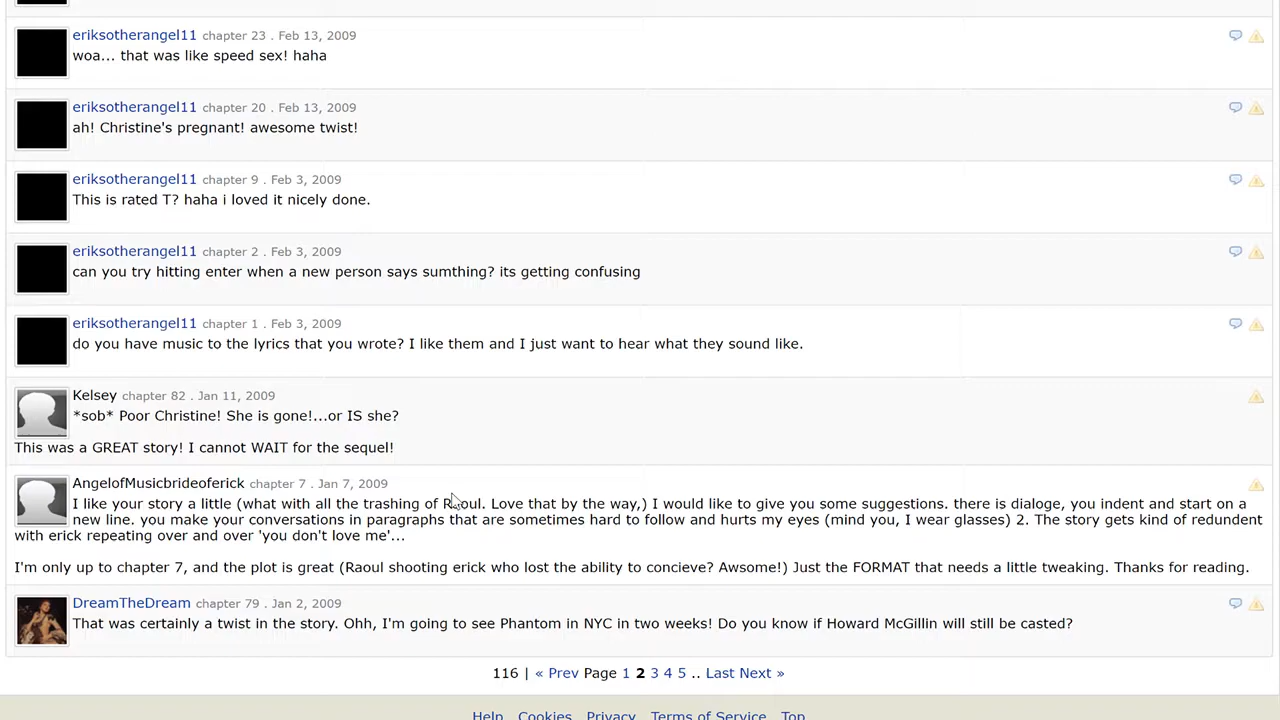 eriksotherangel11 chapter 23 . Feb 13, 2009
woa... that was like speed sex! haha
eriksotherangel11 chapter 20 . Feb 13, 2009
ah! Christine's pregnant! awesome twist!
eriksotherangel11 chapter 9 . Feb 3, 2009
This is rated T? haha i loved it nicely done.
eriksotherangel11 chapter 2 . Feb 3, 2009
can you try hitting enter when a new person says sumthing? its getting confusing
eriksotherangel11 chapter 1 . Feb 3, 2009
do you have music to the lyrics that you wrote? I like them and I just want to hear what they sound like.
Kelsey chapter 82 . Jan 11, 2009
*sob* Poor Christine! She is gone!...or IS she?
This was a GREAT story! I cannot WAIT for the sequel!
AngelofMusicbrideoferick chapter 7 . Jan 7, 2009
I like your story a little (what with all the trashing of Raoul. Love that by the way,) I would like to give you some suggestions. there is dialoge, you indent and start on a
new line. you make your conversations in paragraphs that are sometimes hard to follow and hurts my eyes (mind you, I wear glasses) 2. The story gets kind of redundent
with erick repeating over and over 'you don't love me'...
I'm only up to chapter 7, and the plot is great (Raoul shooting erick who lost the ability to concieve? Awsome!) Just the FORMAT that needs a little tweaking. Thanks for reading.
DreamTheDream chapter 79 . Jan 2, 2009
That was certainly a twist in the story. Ohh, I'm going to see Phantom in NYC in two weeks! Do you know if Howard McGillin will still be casted?
116 | « Prev Page 1 2 3 4 5 .. Last Next »
Help Cookies Privacy Terms of Service Top